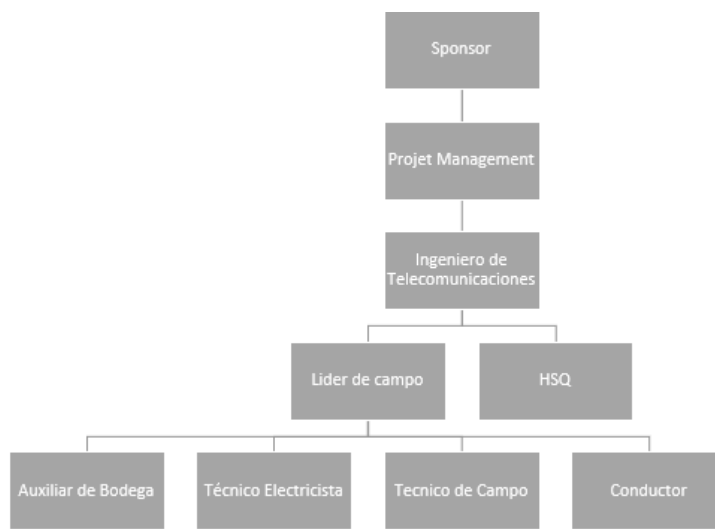 Sponsor
Projet Management
Ingeniero de
Telecomunicaciones
Lider de campo
HSQ
Auxiliar de Bodega
Técnico Electricista
Tecnico de Campo
Conductor